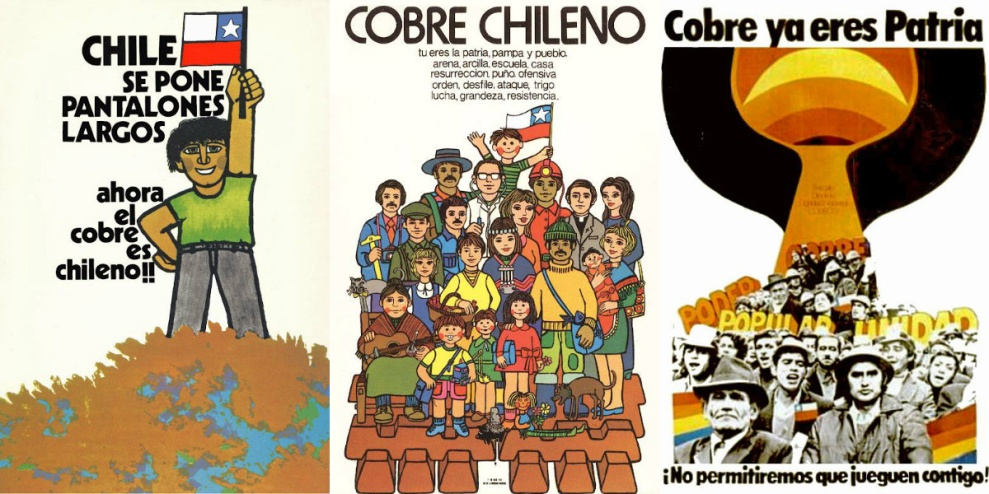 CHILE
SE PONE
PANTALONES
LARGOS
ahora
el
cobre
es
chileno!!
COBRE CHILENO
tu eres la patria, pampa y pueblo,
arena, arcilla, escuela, casa
resurreccion, puño, ofensiva
orden, desfile, ataque, trigo
lucha, grandeza, resistencia.
Cobre ya eres Patria
COBRE
PODER
POPULAR UNIDAD
¡No permitiremos que jueguen contigo!